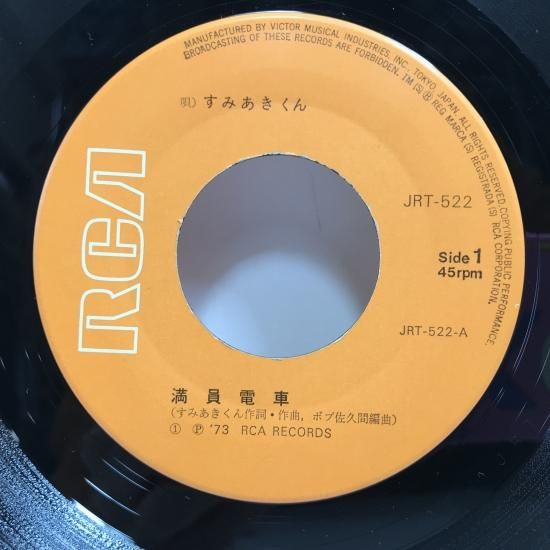 MANUFACTURED BY VICTOR MUSICAL INDUSTRIES, INC., TOKYO, JAPAN. ALL RIGHTS RESERVED, COPYING, PUBLIC PERFORMANCE,
BROADCASTING OF THESE RECORDS ARE FORBIDDEN. TM(S) ® REG MARCA(S) REGISTRADA(S) RCA CORPORATION.
唄) すみあきくん
RCA
JRT-522
Side 1
45rpm
JRT-522-A
満員電車
(すみあきくん作詞・作曲, ボブ佐久間編曲)
① ℗ '73 RCA RECORDS